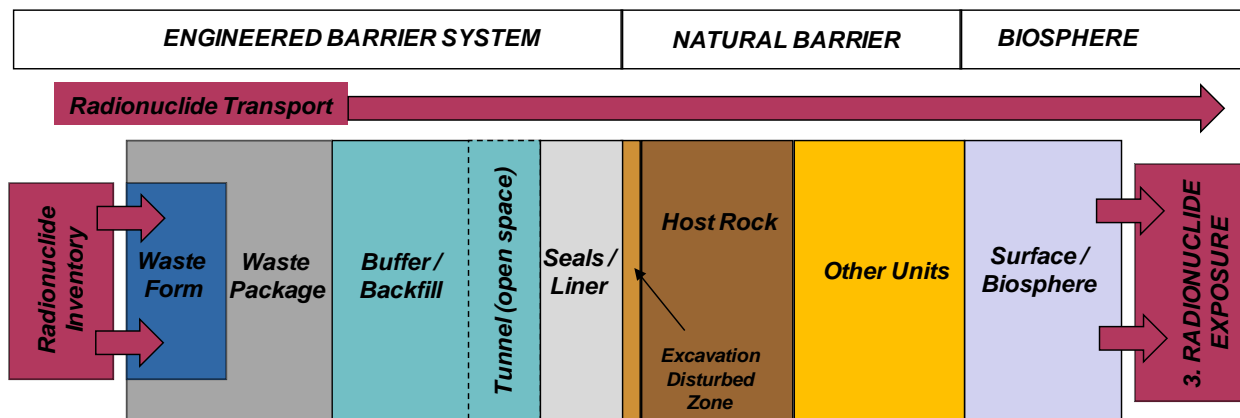 ENGINEERED BARRIER SYSTEM
NATURAL BARRIER
BIOSPHERE
Radionuclide Transport
Radionuclide
Inventory
Waste
Form
Waste
Package
Buffer /
Backfill
Tunnel (open space)
Seals /
Liner
Host Rock
Excavation
Disturbed
Zone
Other Units
Surface /
Biosphere
3. RADIONUCLIDE
EXPOSURE